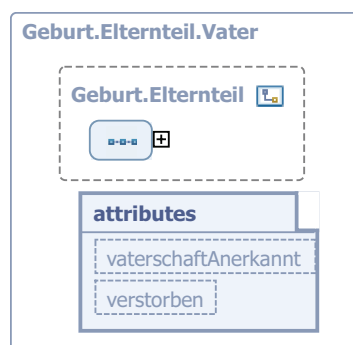 Geburt.Elternteil.Vater
Geburt.Elternteil
attributes
vaterschaftAnerkannt
verstorben